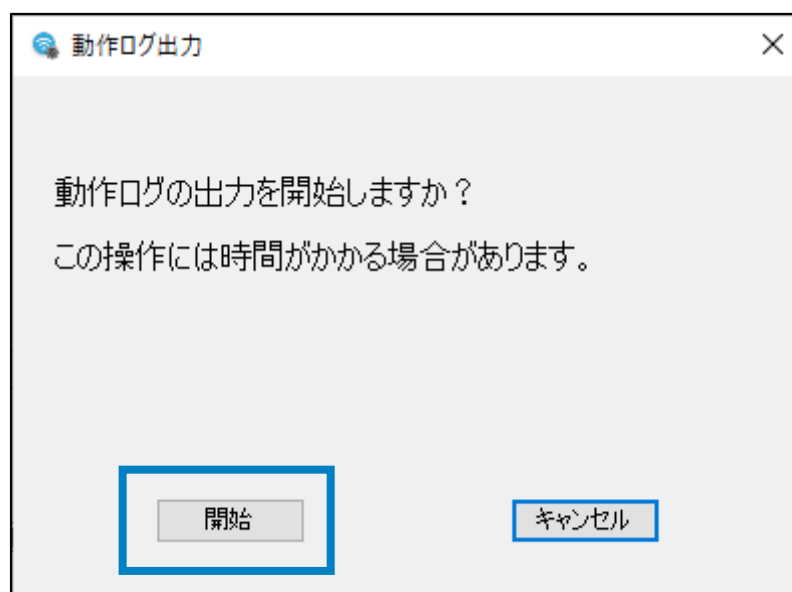 動作ログ出力
動作ログの出力を開始しますか？
この操作には時間がかかる場合があります。
開始
キャンセル